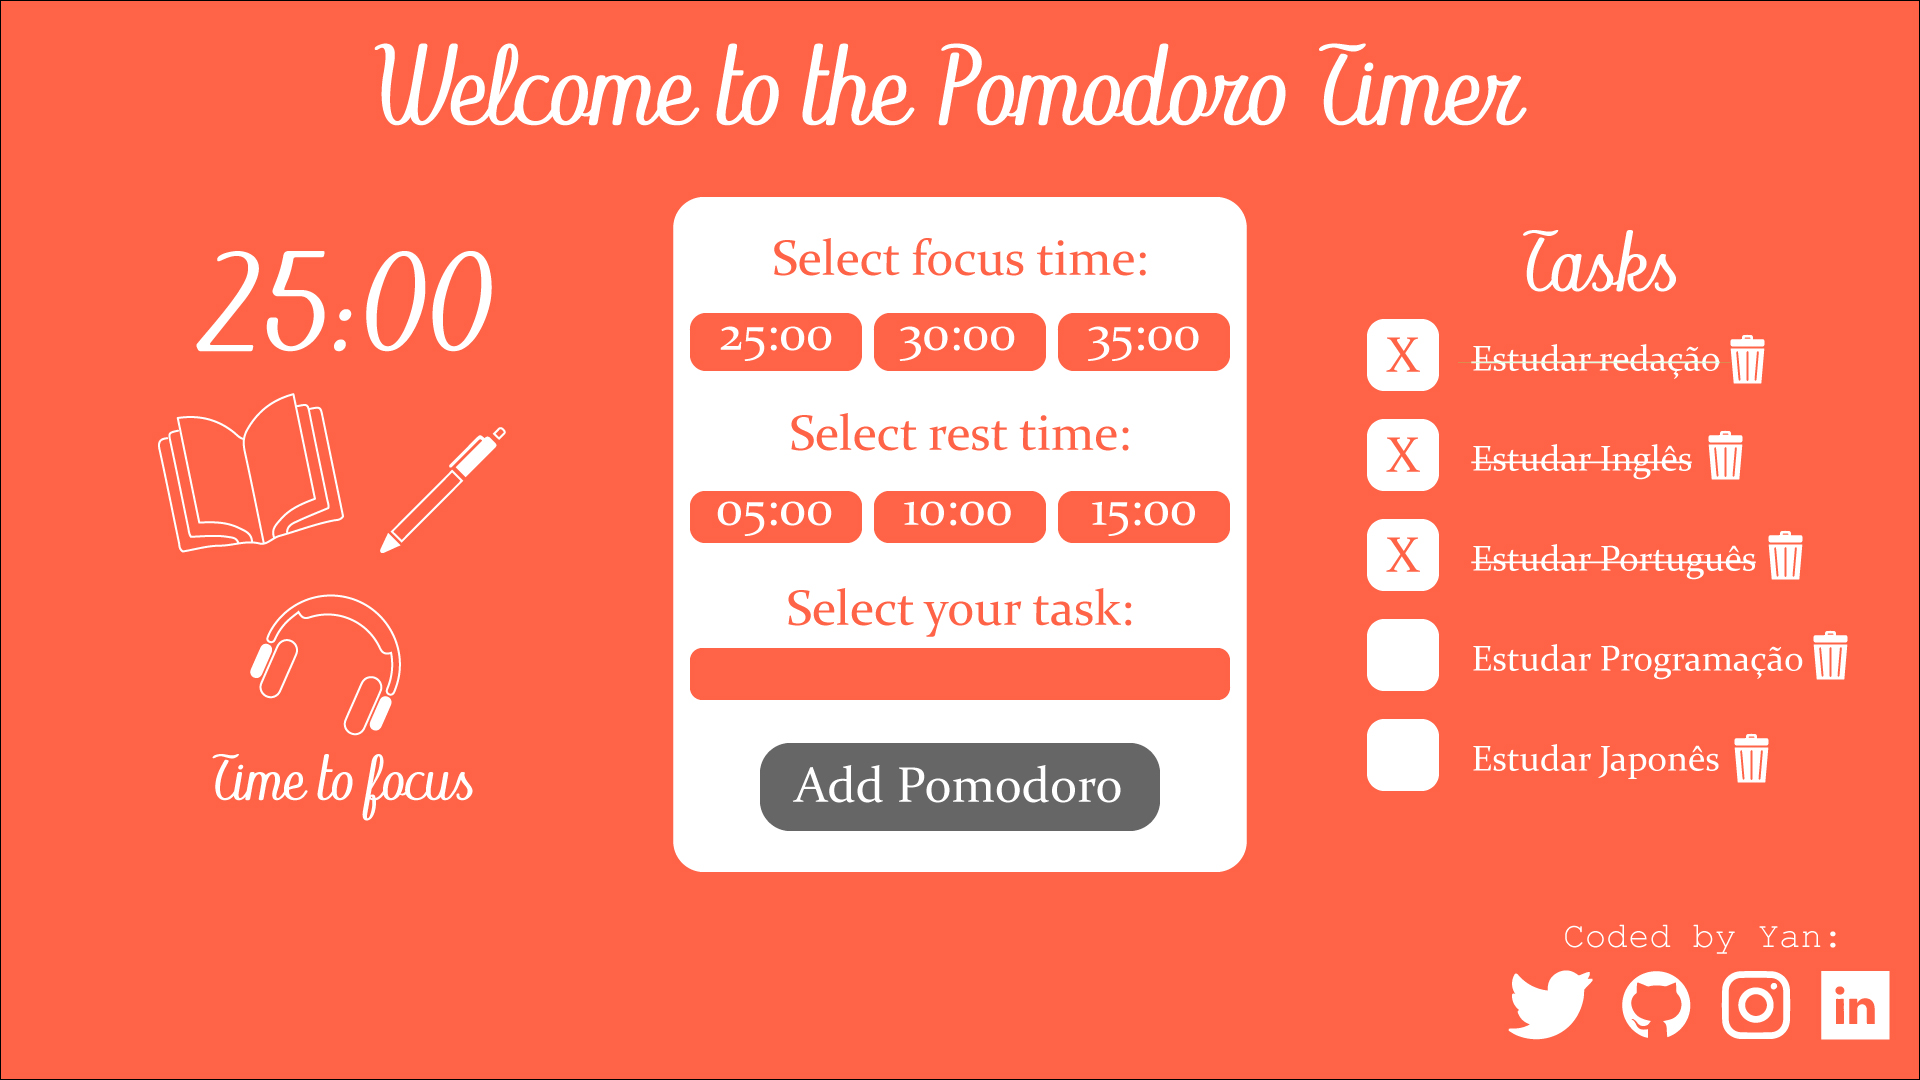 Welcome to the Pomodoro Timer
25:00
Time to focus
Select focus time:
25:00 30:00 35:00
Select rest time:
05:00 10:00 15:00
Select your task:
Add Pomodoro
Tasks
X Estudar redação
X Estudar Inglês
X Estudar Português
Estudar Programação
Estudar Japonês
Coded by Yan:
in